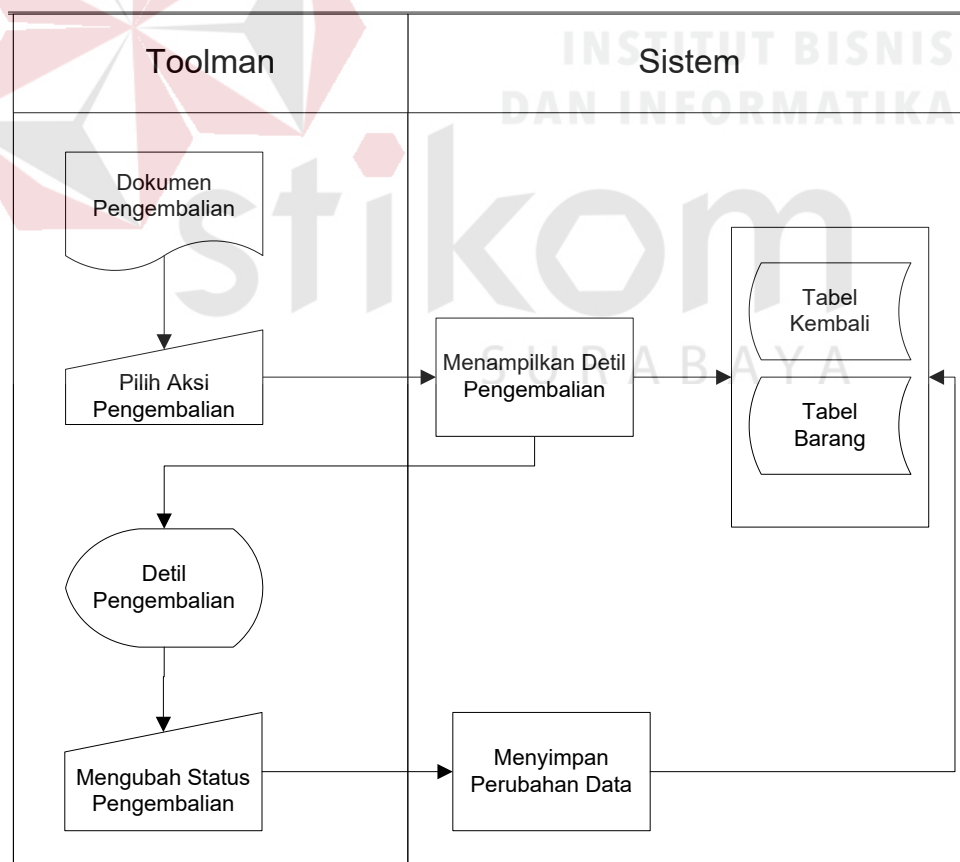 INSTITUT BISNIS
DAN INFORMATIKA
stikom
SURABAYA
Toolman
Sistem
Dokumen
Pengembalian
Pilih Aksi
Pengembalian
Menampilkan Detil
Pengembalian
Tabel
Kembali
Tabel
Barang
Detil
Pengembalian
Mengubah Status
Pengembalian
Menyimpan
Perubahan Data